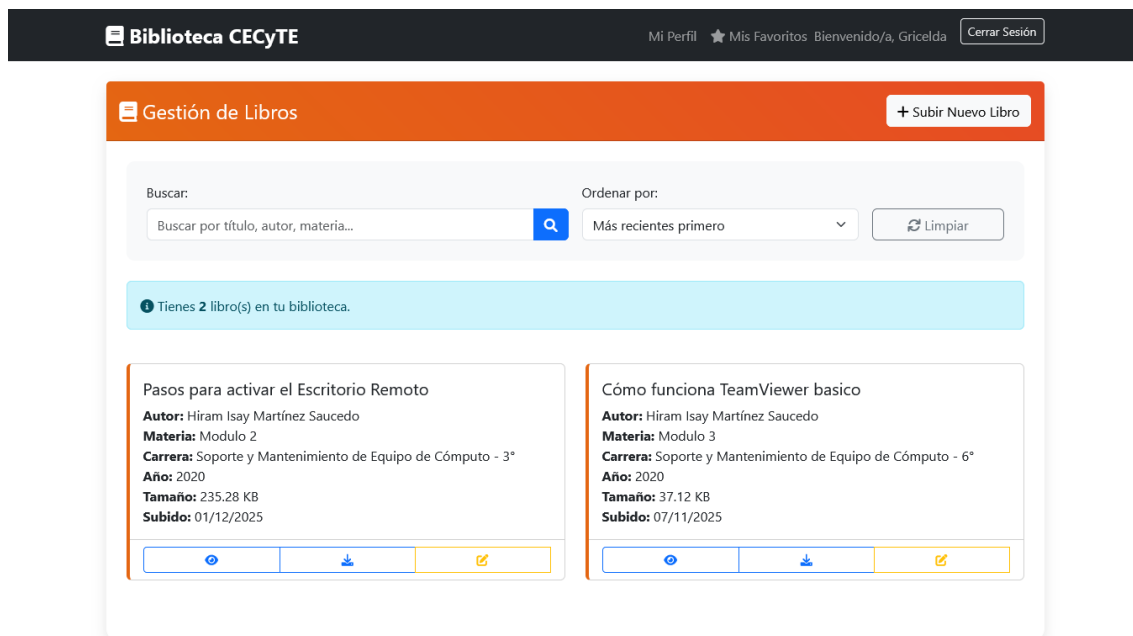 Biblioteca CECyTE
Mi Perfil Mis Favoritos Bienvenido/a, Gricelda Cerrar Sesión
Gestión de Libros
+ Subir Nuevo Libro
Buscar:
Buscar por título, autor, materia...
Ordenar por:
Más recientes primero
Limpiar
Tienes 2 libro(s) en tu biblioteca.
Pasos para activar el Escritorio Remoto
Autor: Hiram Isay Martínez Saucedo
Materia: Modulo 2
Carrera: Soporte y Mantenimiento de Equipo de Cómputo - 3°
Año: 2020
Tamaño: 235.28 KB
Subido: 01/12/2025
Cómo funciona TeamViewer basico
Autor: Hiram Isay Martínez Saucedo
Materia: Modulo 3
Carrera: Soporte y Mantenimiento de Equipo de Cómputo - 6°
Año: 2020
Tamaño: 37.12 KB
Subido: 07/11/2025